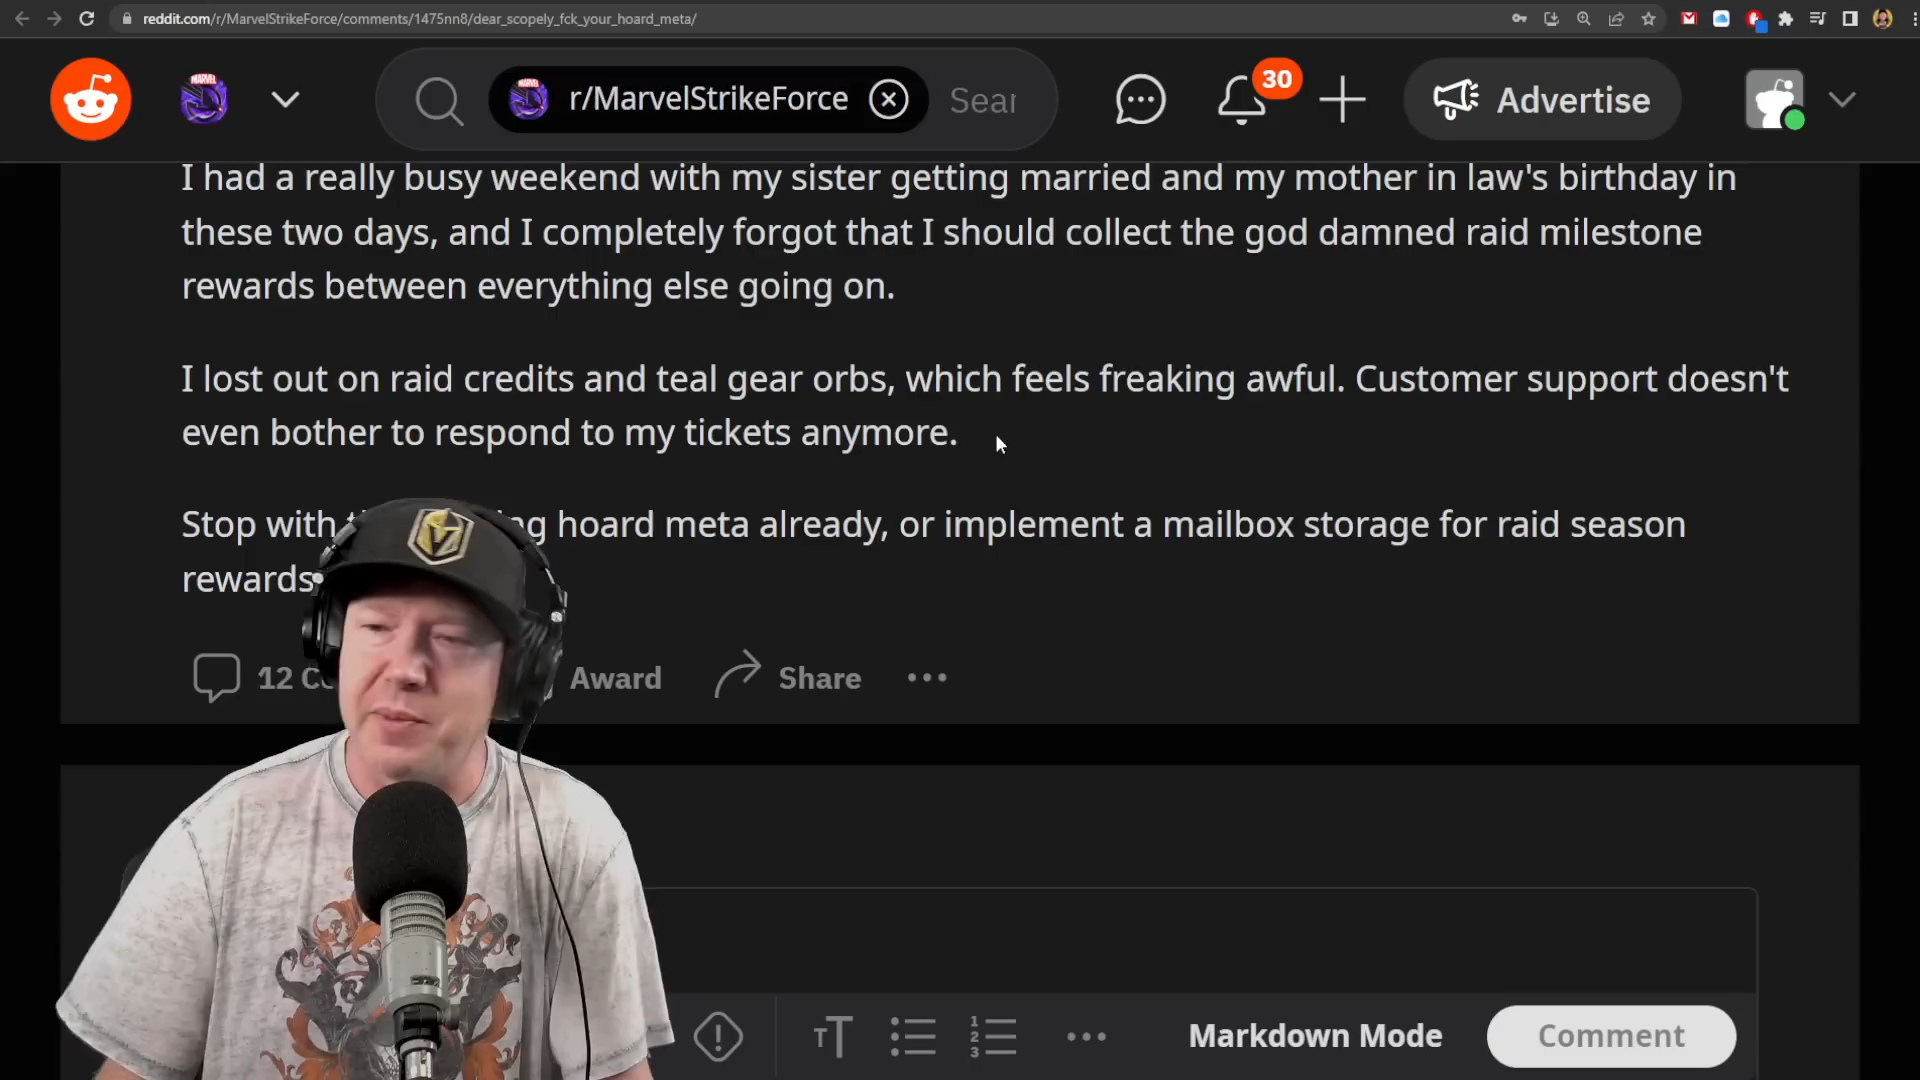 reddit.com/r/MarvelStrikeForce/comments/1475nn8/dear_scopely_fck_your_hoard_meta/
MARVEL
MARVEL
r/MarvelStrikeForce
Sear
30
Advertise
I had a really busy weekend with my sister getting married and my mother in law's birthday in
these two days, and I completely forgot that I should collect the god damned raid milestone
rewards between everything else going on.
I lost out on raid credits and teal gear orbs, which feels freaking awful. Customer support doesn't
even bother to respond to my tickets anymore.
Stop with hoard meta already, or implement a mailbox storage for raid season
rewards
12 Award
Share
Markdown Mode
Comment